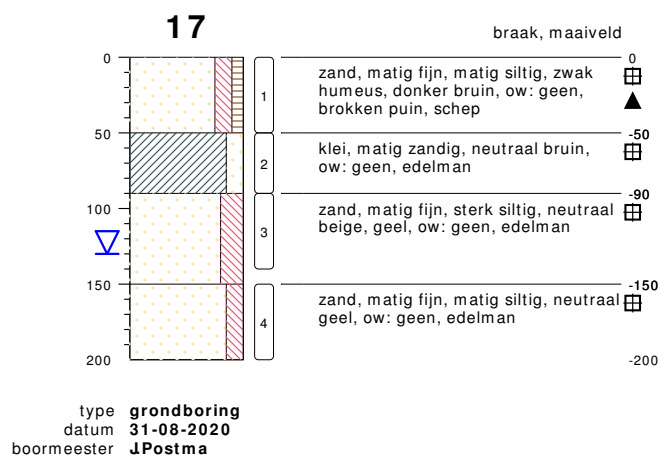 17
braak, maaiveld
0
0
zand, matig fijn, matig siltig, zwak
humeus, donker bruin, ow: geen,
brokken puin, schep
1
50
-50
klei, matig zandig, neutraal bruin,
ow: geen, edelman
2
-90
100
zand, matig fijn, sterk siltig, neutraal
beige, geel, ow: geen, edelman
3
150
-150
zand, matig fijn, matig siltig, neutraal
geel, ow: geen, edelman
4
200
-200
type grondboring
datum 31-08-2020
boormeester J.Postma